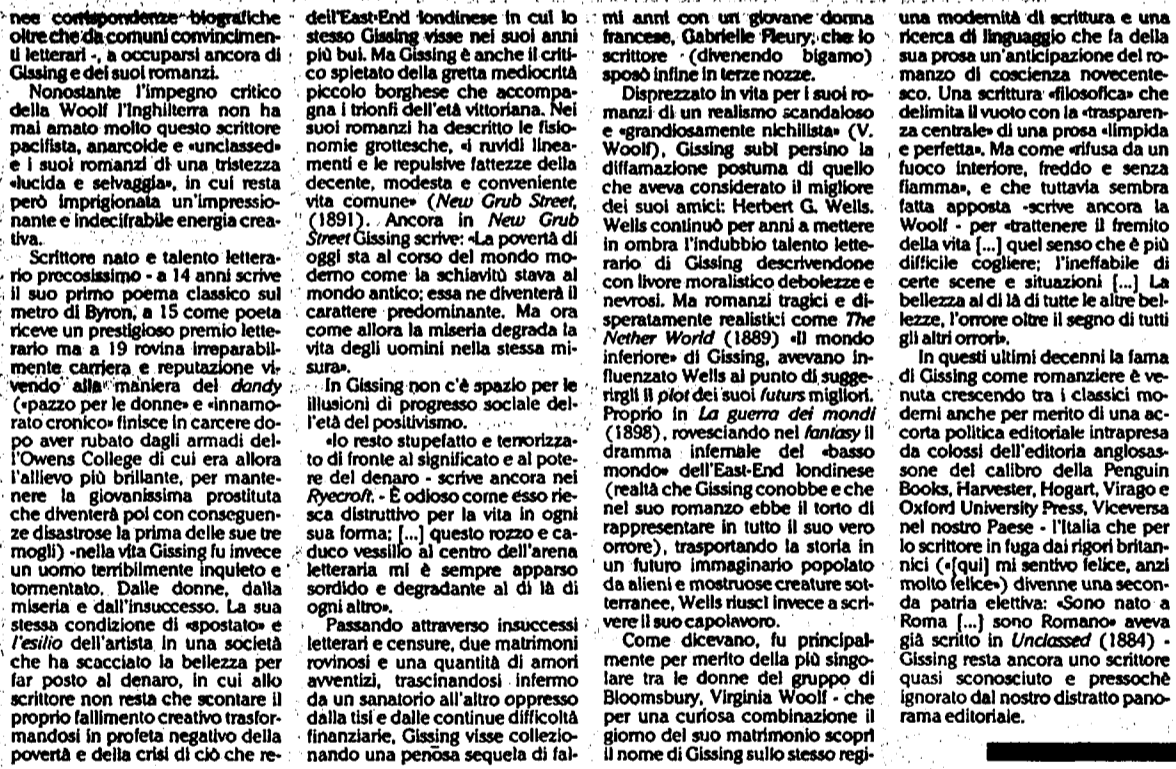 nee corrispondenze biografiche
oltre che da comuni convincimen-
ti letterari -, a occuparsi ancora di
Gissing e dei suoi romanzi.
Nonostante l'impegno critico
della Woolf l'Inghilterra non ha
mai amato molto questo scrittore
pacifista, anarcoide e «unclassed»
e i suoi romanzi di una tristezza
«lucida e selvaggia», in cui resta
però imprigionata un'impressio-
nante e indecifrabile energia crea-
tiva.
Scrittore nato e talento lettera-
rio precosissimo - a 14 anni scrive
il suo primo poema classico sul
metro di Byron, a 15 come poeta
riceve un prestigioso premio lette-
rario ma a 19 rovina irreparabil-
mente carriera e reputazione vi-
vendo alla maniera del dandy
(«pazzo per le donne» e «innamo-
rato cronico» finisce in carcere do-
po aver rubato dagli armadi del-
l'Owens College di cui era allora
l'allievo più brillante, per mante-
nere la giovanissima prostituta
che diventerà poi con conseguen-
ze disastrose la prima delle sue tre
mogli) -nella vita Gissing fu invece
un uomo terribilmente inquieto e
tormentato. Dalle donne, dalla
miseria e dall'insuccesso. La sua
stessa condizione di «spostato» e
l'esilio dell'artista in una società
che ha scacciato la bellezza per
far posto al denaro, in cui allo
scrittore non resta che scontare il
proprio fallimento creativo trasfor-
mandosi in profeta negativo della
povertà e della crisi di ciò che re-
dell'East-End londinese in cui lo
stesso Gissing visse nei suoi anni
più bui. Ma Gissing è anche il criti-
co spietato della gretta mediocrità
piccolo borghese che accompa-
gna i trionfi dell'età vittoriana. Nei
suoi romanzi ha descritto le fisio-
nomie grottesche, «i ruvidi linea-
menti e le repulsive fattezze della
decente, modesta e conveniente
vita comune» (New Grub Street,
(1891). Ancora in New Grub
Street Gissing scrive: «La povertà di
oggi sta al corso del mondo mo-
derno come la schiavitù stava al
mondo antico; essa ne diventerà il
carattere predominante. Ma ora
come allora la miseria degrada la
vita degli uomini nella stessa mi-
sura».
In Gissing non c'è spazio per le
illusioni di progresso sociale del-
l'età del positivismo.
«Io resto stupefatto e terrorizza-
to di fronte al significato e al pote-
re del denaro - scrive ancora nei
Ryecroft. - È odioso come esso rie-
sca distruttivo per la vita in ogni
sua forma; [...] questo rozzo e ca-
duco vessillo al centro dell'arena
letteraria mi è sempre apparso
sordido e degradante al di là di
ogni altro».
Passando attraverso insuccessi
letterari e censure, due matrimoni
rovinosi e una quantità di amori
avventizi, trascinandosi infermo
da un sanatorio all'altro oppresso
dalla tisi e dalle continue difficoltà
finanziarie, Gissing visse collezio-
nando una penosa sequela di fal-
mi anni con un giovane donna
francese, Gabrielle Fleury, che lo
scrittore (divenendo bigamo)
sposò infine in terze nozze.
Disprezzato in vita per i suoi ro-
manzi di un realismo scandaloso
e «grandiosamente nichilista» (V.
Woolf), Gissing subì persino la
diffamazione postuma di quello
che aveva considerato il migliore
dei suoi amici: Herbert G. Wells.
Wells continuò per anni a mettere
in ombra l'indubbio talento lette-
rario di Gissing descrivendone
con livore moralistico debolezze e
nevrosi. Ma romanzi tragici e di-
speratamente realistici come The
Nether World (1889) «Il mondo
inferiore» di Gissing, avevano in-
fluenzato Wells al punto di sugge-
rirgli il plot dei suoi futurs migliori.
Proprio in La guerra dei mondi
(1898), rovesciando nel fantasy il
dramma infernale del «basso
mondo» dell'East-End londinese
(realtà che Gissing conobbe e che
nel suo romanzo ebbe il torto di
rappresentare in tutto il suo vero
orrore), trasportando la storia in
un futuro immaginario popolato
da alieni e mostruose creature sot-
terranee, Wells riuscì invece a scri-
vere il suo capolavoro.
Come dicevano, fu principal-
mente per merito della più singo-
lare tra le donne del gruppo di
Bloomsbury, Virginia Woolf - che
per una curiosa combinazione il
giorno del suo matrimonio scoprì
il nome di Gissing sullo stesso regi-
una modernità di scrittura e una
ricerca di linguaggio che fa della
sua prosa un'anticipazione del ro-
manzo di coscienza novecente-
sco. Una scrittura «filosofica» che
delimita il vuoto con la «trasparen-
za centrale» di una prosa «limpida
e perfetta». Ma come «rifusa da un
fuoco interiore, freddo e senza
fiamma», e che tuttavia sembra
fatta apposta -scrive ancora la
Woolf - per «trattenere il fremito
della vita [...] quel senso che è più
difficile cogliere; l'ineffabile di
certe scene e situazioni [...] La
bellezza al di là di tutte le altre bel-
lezze, l'orrore oltre il segno di tutti
gli altri orrori».
In questi ultimi decenni la fama
di Gissing come romanziere è ve-
nuta crescendo tra i classici mo-
derni anche per merito di una ac-
corta politica editoriale intrapresa
da colossi dell'editoria anglosas-
sone del calibro della Penguin
Books, Harvester, Hogart, Virago e
Oxford University Press, Viceversa
nel nostro Paese - l'Italia che per
lo scrittore in fuga dai rigori britan-
nici («[qui] mi sentivo felice, anzi
molto felice») divenne una secon-
da patria elettiva: «Sono nato a
Roma [...] sono Romano» aveva
già scritto in Unclassed (1884) -
Gissing resta ancora uno scrittore
quasi sconosciuto e pressochè
ignorato dal nostro distratto pano-
rama editoriale.